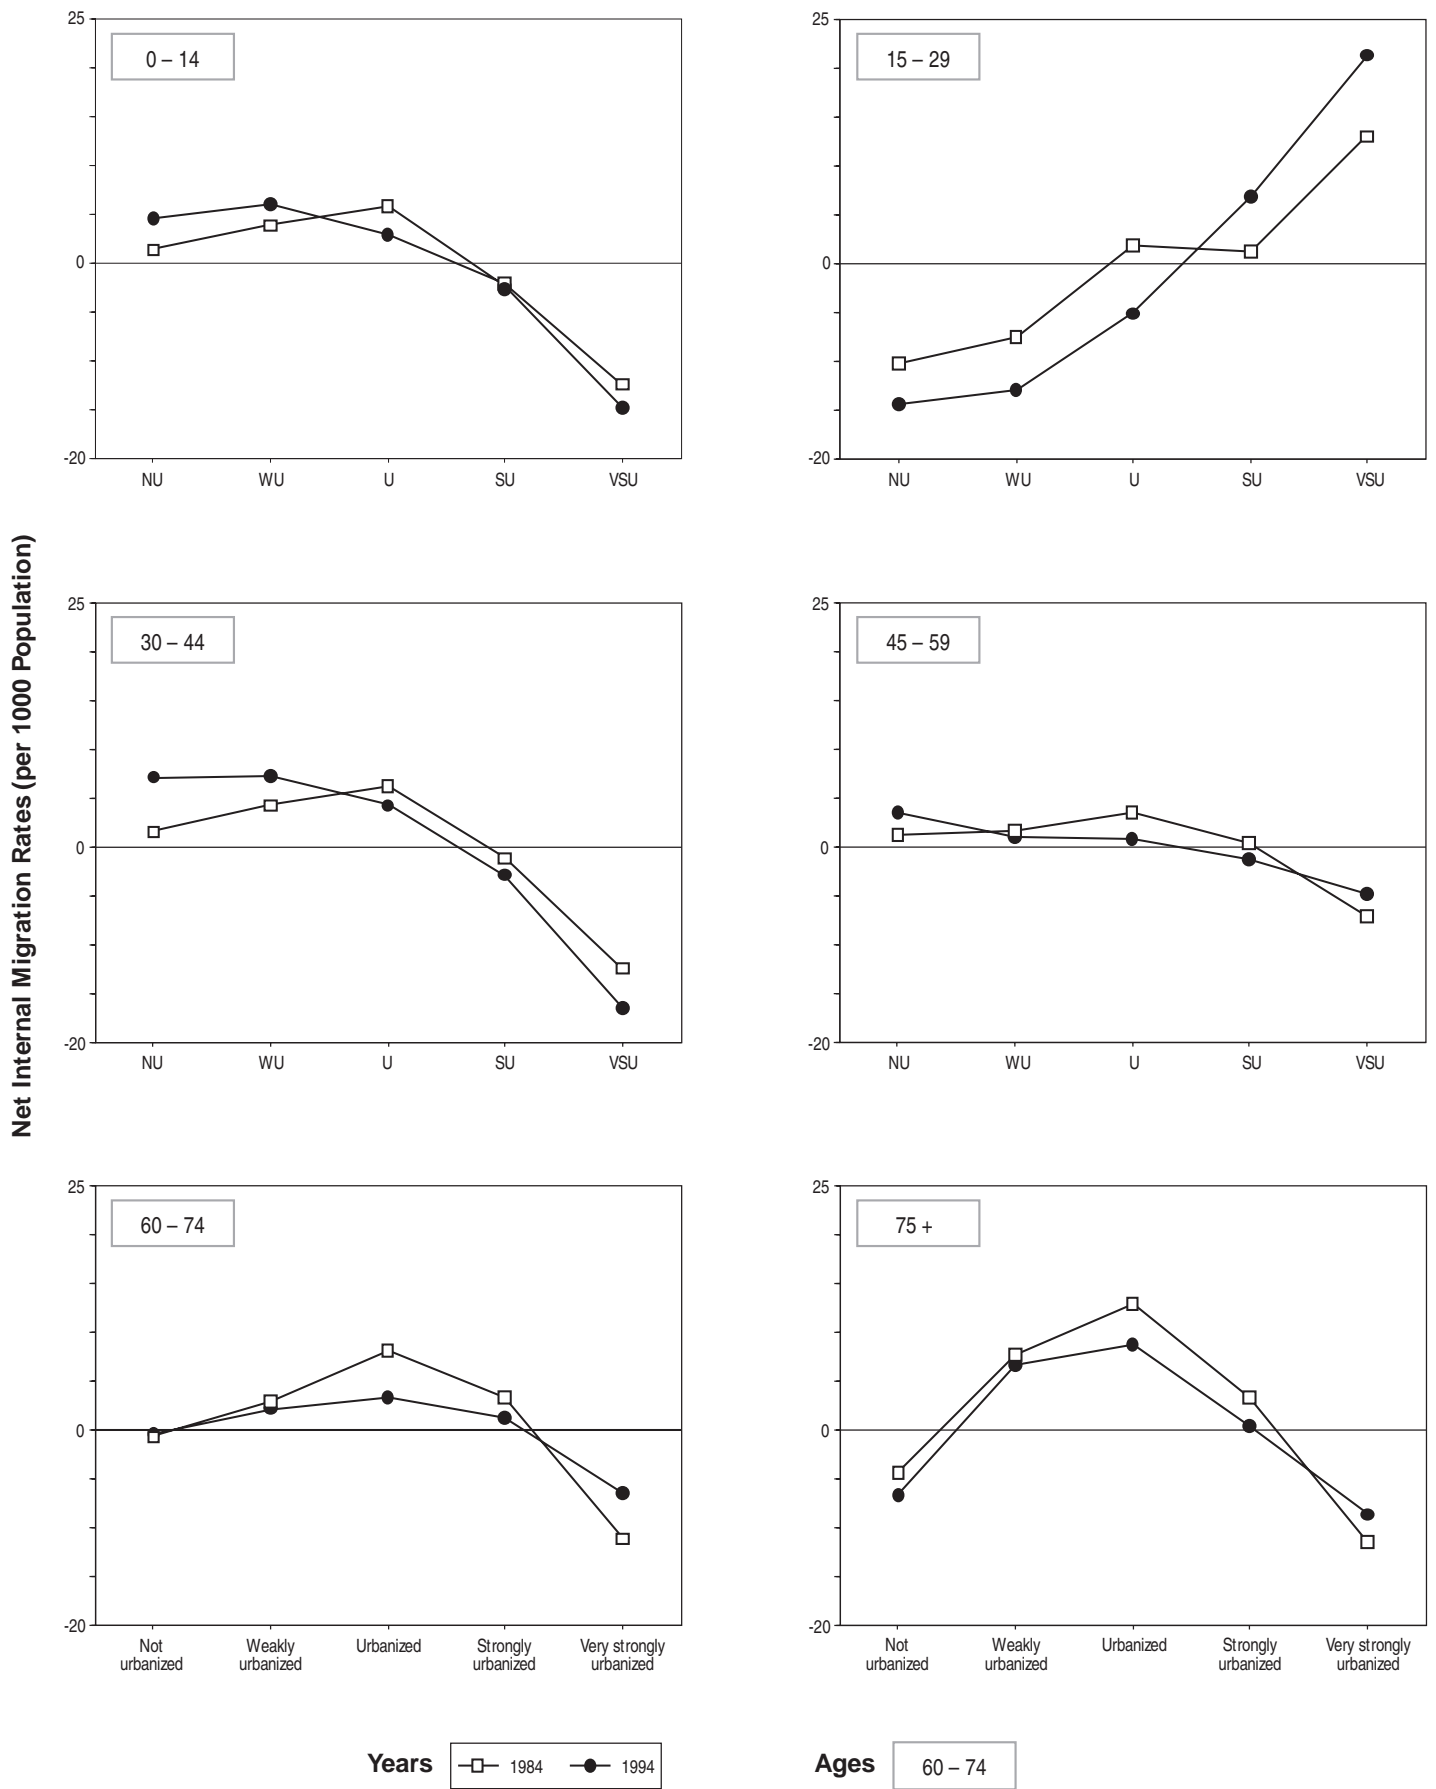 Net Internal Migration Rates (per 1000 Population)
25
0 – 14
0
-20
NU WU U SU VSU
25
15 – 29
0
-20
NU WU U SU VSU
25
30 – 44
0
-20
NU WU U SU VSU
25
45 – 59
0
-20
NU WU U SU VSU
25
60 – 74
0
-20
Not Weakly Urbanized Strongly Very strongly
urbanized urbanized urbanized urbanized
25
75 +
0
-20
Not Weakly Urbanized Strongly Very strongly
urbanized urbanized urbanized urbanized
Years 1984 1994 Ages 60 – 74